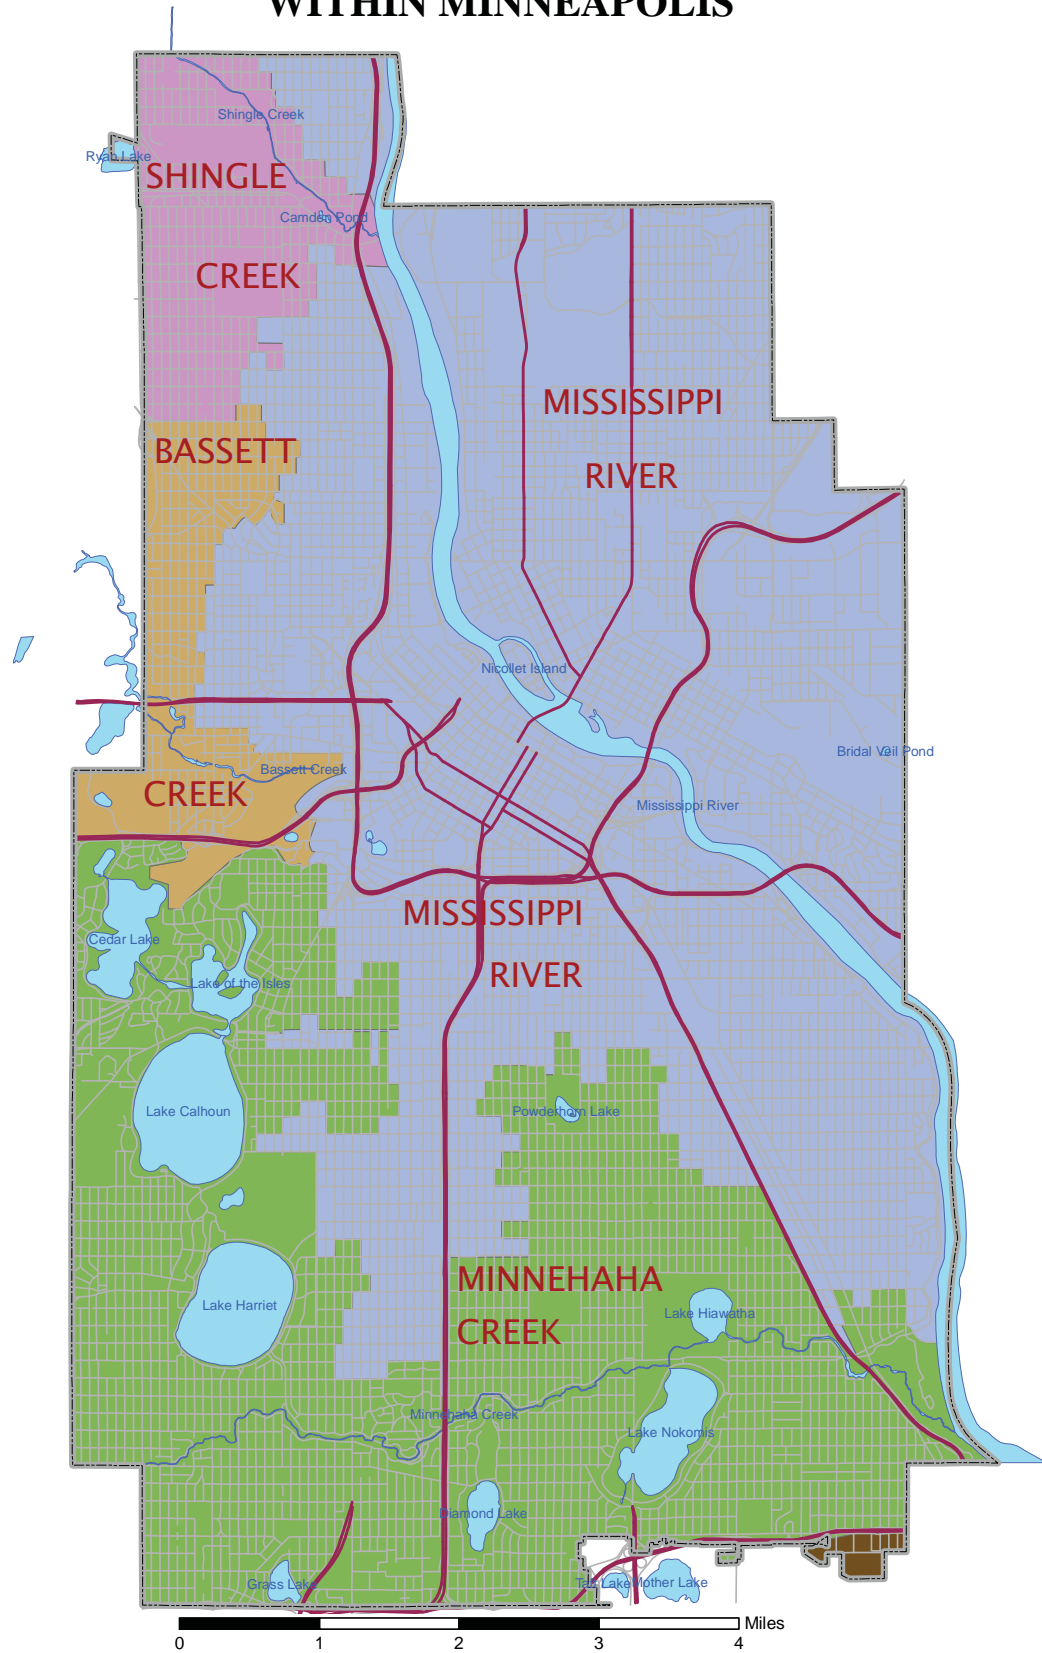 WITHIN MINNEAPOLIS
Shingle Creek
Ryan Lake
SHINGLE
Camden Pond
CREEK
MISSISSIPPI
BASSETT
RIVER
Nicollet Island
Bridal Veil Pond
Bassett Creek
CREEK
Mississippi River
MISSISSIPPI
Cedar Lake
RIVER
Lake of the Isles
Lake Calhoun
Powderhorn Lake
MINNEHAHA
Lake Harriet
Lake Hiawatha
CREEK
Minnehaha Creek
Lake Nokomis
Diamond Lake
Grass Lake
Taft Lake
Mother Lake
Miles
0 1 2 3 4